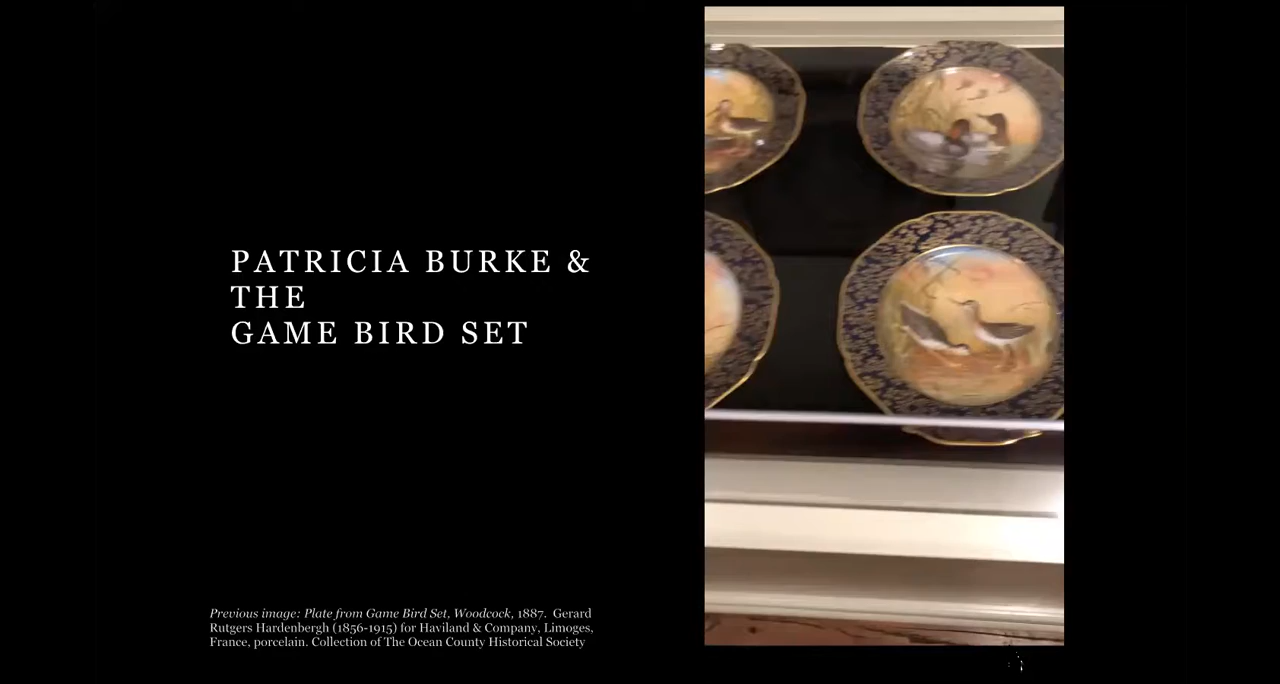 PATRICIA BURKE &
THE
GAME BIRD SET
Previous image: Plate from Game Bird Set, Woodcock, 1887. Gerard
Rutgers Hardenbergh (1856-1915) for Haviland & Company, Limoges,
France, porcelain. Collection of The Ocean County Historical Society